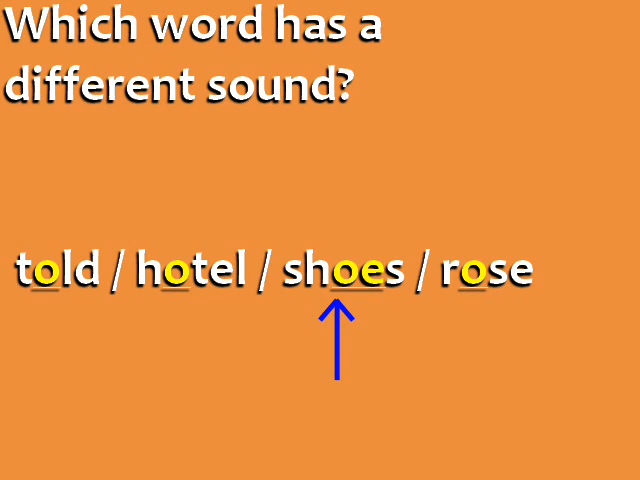 Which word has a
different sound?
told / hotel / shoes / rose